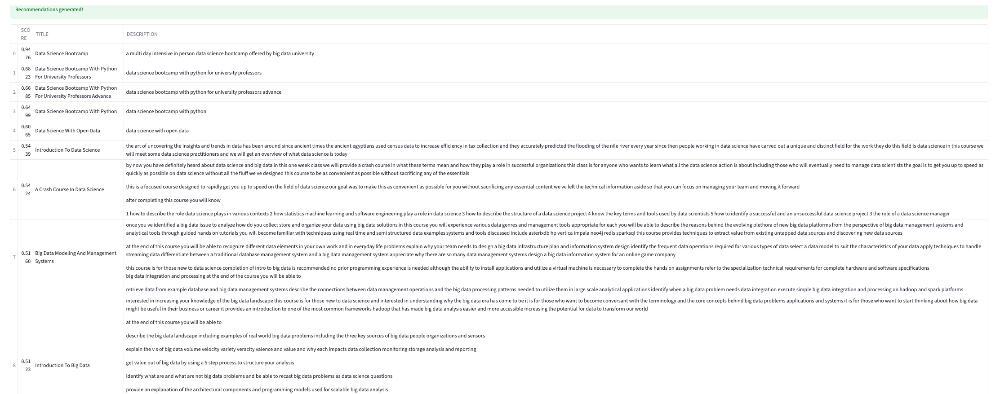 Recommendations generated!
SCO
RE
TITLE
DESCRIPTION
0
0.94
76
Data Science Bootcamp
a multi day intensive in person data science bootcamp offered by big data university
1
0.68
23
Data Science Bootcamp With Python
For University Professors
data science bootcamp with python for university professors
2
0.66
85
Data Science Bootcamp With Python
For University Professors Advance
data science bootcamp with python for university professors advance
3
0.64
99
Data Science Bootcamp With Python
data science bootcamp with python
4
0.60
65
Data Science With Open Data
data science with open data
5
0.54
39
Introduction To Data Science
the art of uncovering the insights and trends in data has been around since ancient times the ancient egyptians used census data to increase efficiency in tax collection and they accurately predicted the flooding of the nile river every year since then people working in data science have carved out a unique and distinct field for the work they do this field is data science in this course we
will meet some data science practitioners and we will get an overview of what data science is today
6
0.54
24
A Crash Course In Data Science
by now you have definitely heard about data science and big data in this one week class we will provide a crash course in what these terms mean and how they play a role in successful organizations this class is for anyone who wants to learn what all the data science action is about including those who will eventually need to manage data scientists the goal is to get you up to speed as
quickly as possible on data science without all the fluff we ve designed this course to be as convenient as possible without sacrificing any of the essentials
this is a focused course designed to rapidly get you up to speed on the field of data science our goal was to make this as convenient as possible for you without sacrificing any essential content we ve left the technical information aside so that you can focus on managing your team and moving it forward
after completing this course you will know
1 how to describe the role data science plays in various contexts 2 how statistics machine learning and software engineering play a role in data science 3 how to describe the structure of a data science project 4 know the key terms and tools used by data scientists 5 how to identify a successful and an unsuccessful data science project 3 the role of a data science manager
7
0.51
60
Big Data Modeling And Management
Systems
once you ve identified a big data issue to analyze how do you collect store and organize your data using big data solutions in this course you will experience various data genres and management tools appropriate for each you will be able to describe the reasons behind the evolving plethora of new big data platforms from the perspective of big data management systems and
analytical tools through guided hands on tutorials you will become familiar with techniques using real time and semi structured data examples systems and tools discussed include asterixdb hp vertica impala neo4j redis sparksql this course provides techniques to extract value from existing untapped data sources and discovering new data sources
at the end of this course you will be able to recognize different data elements in your own work and in everyday life problems explain why your team needs to design a big data infrastructure plan and information system design identify the frequent data operations required for various types of data select a data model to suit the characteristics of your data apply techniques to handle
streaming data differentiate between a traditional database management system and a big data management system appreciate why there are so many data management systems design a big data information system for an online game company
this course is for those new to data science completion of intro to big data is recommended no prior programming experience is needed although the ability to install applications and utilize a virtual machine is necessary to complete the hands on assignments refer to the specialization technical requirements for complete hardware and software specifications
big data integration and processing at the end of the course you will be able to
retrieve data from example database and big data management systems describe the connections between data management operations and the big data processing patterns needed to utilize them in large scale analytical applications identify when a big data problem needs data integration execute simple big data integration and processing on hadoop and spark platforms
8
0.51
23
Introduction To Big Data
interested in increasing your knowledge of the big data landscape this course is for those new to data science and interested in understanding why the big data era has come to be it is for those who want to become conversant with the terminology and the core concepts behind big data problems applications and systems it is for those who want to start thinking about how big data
might be useful in their business or career it provides an introduction to one of the most common frameworks hadoop that has made big data analysis easier and more accessible increasing the potential for data to transform our world
at the end of this course you will be able to
describe the big data landscape including examples of real world big data problems including the three key sources of big data people organizations and sensors
explain the v s of big data volume velocity variety veracity valence and value and why each impacts data collection monitoring storage analysis and reporting
get value out of big data by using a 5 step process to structure your analysis
identify what are and what are not big data problems and be able to recast big data problems as data science questions
provide an explanation of the architectural components and programming models used for scalable big data analysis